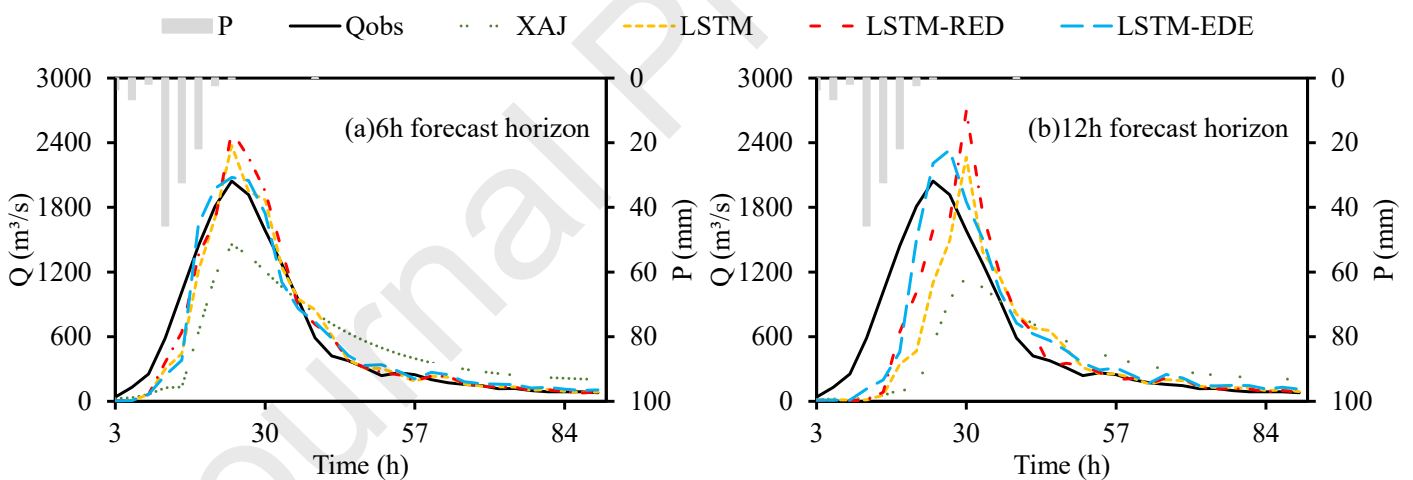 P Qobs XAJ LSTM LSTM-RED LSTM-EDE
3000 2400 1800 1200 600 0
Q (m³/s)
(a)6h forecast horizon
0 20 40 60 80 100
P (mm)
3 30 57 84
Time (h)
3000 2400 1800 1200 600 0
Q (m³/s)
(b)12h forecast horizon
0 20 40 60 80 100
P (mm)
3 30 57 84
Time (h)
ournal P